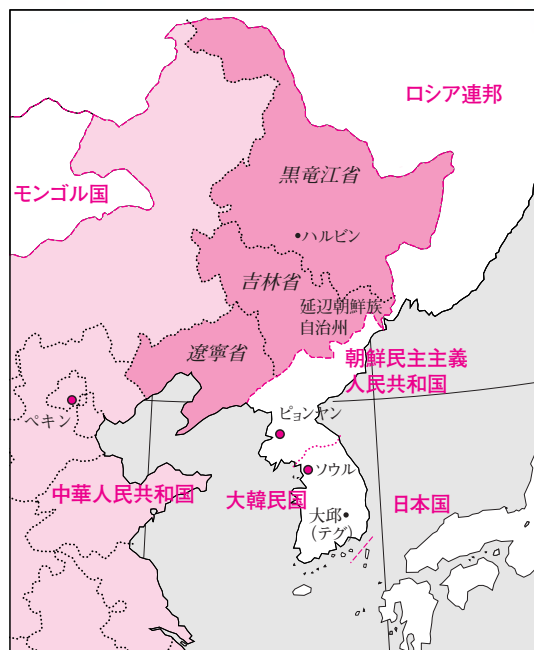 ロシア連邦
黒竜江省
モンゴル国
ハルビン
吉林省
延辺朝鮮族
自治州
遼寧省
朝鮮民主主義
人民共和国
ペキン
ピョンヤン
ソウル
中華人民共和国
大韓民国
日本国
大邱
(テグ)